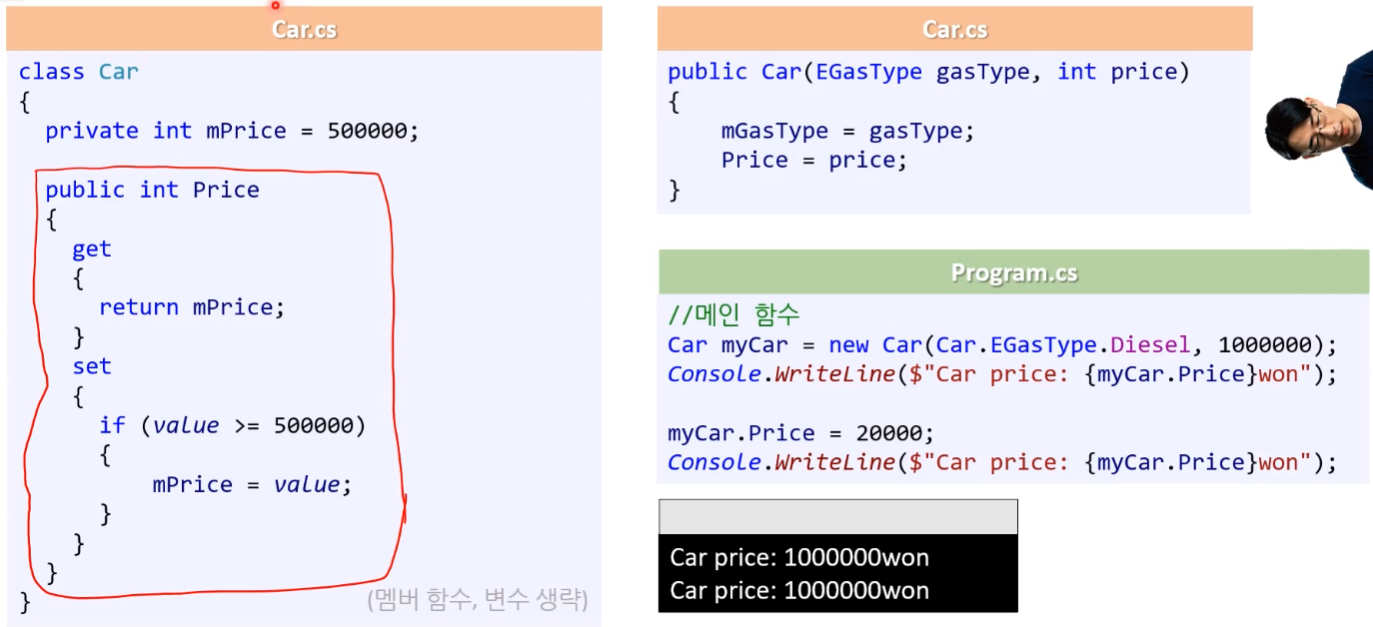 Car.cs
class Car
{
private int mPrice = 500000;
public int Price
{
get
{
return mPrice;
}
set
{
if (value >= 500000)
{
mPrice = value;
}
}
}
}
(멤버 함수, 변수 생략)
Car.cs
public Car(EGasType gasType, int price)
{
mGasType = gasType;
Price = price;
}
Program.cs
//메인 함수
Car myCar = new Car(Car.EGasType.Diesel, 1000000);
Console.WriteLine($"Car price: {myCar.Price}won");
myCar.Price = 20000;
Console.WriteLine($"Car price: {myCar.Price}won");
Car price: 1000000won
Car price: 1000000won